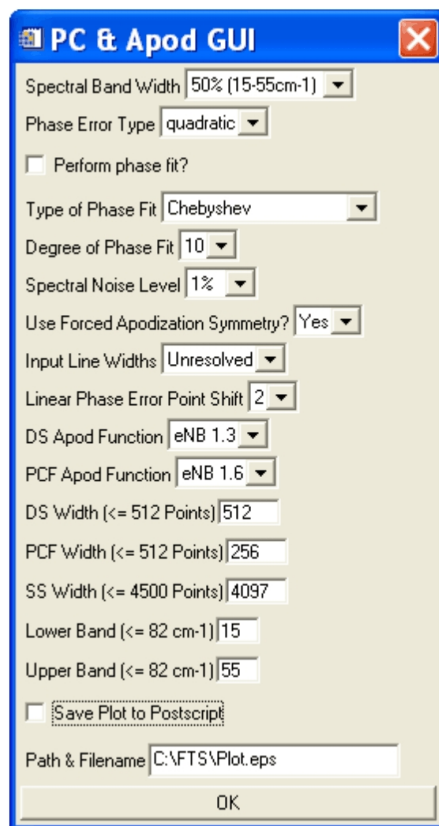 PC & Apod GUI
Spectral Band Width 50% (15-55cm-1)
Phase Error Type quadratic
Perform phase fit?
Type of Phase Fit Chebyshev
Degree of Phase Fit 10
Spectral Noise Level 1%
Use Forced Apodization Symmetry? Yes
Input Line Widths Unresolved
Linear Phase Error Point Shift 2
DS Apod Function eNB 1.3
PCF Apod Function eNB 1.6
DS Width (<= 512 Points) 512
PCF Width (<= 512 Points) 256
SS Width (<= 4500 Points) 4097
Lower Band (<= 82 cm-1) 15
Upper Band (<= 82 cm-1) 55
Save Plot to Postscript
Path & Filename C:\FTS\Plot.eps
OK